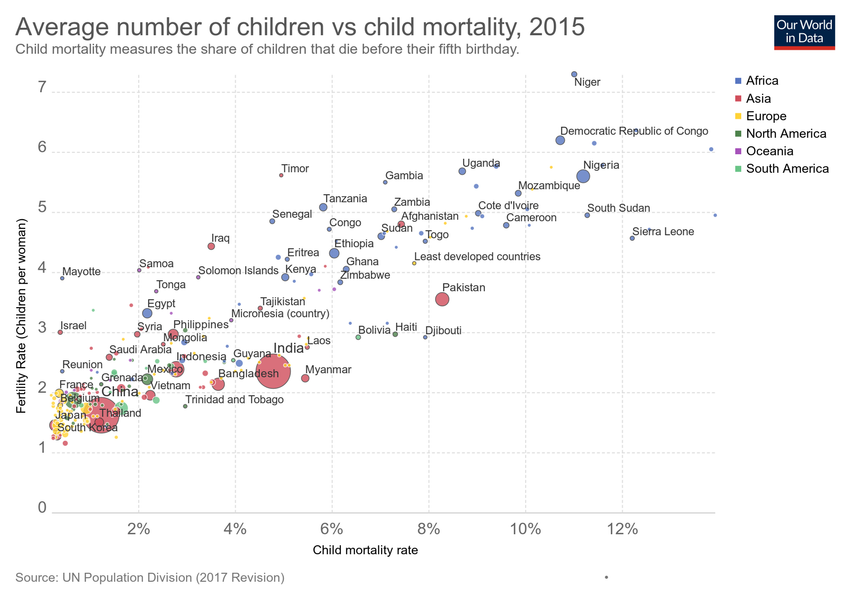 Average number of children vs child mortality, 2015
Child mortality measures the share of children that die before their fifth birthday.
Our World
in Data
Africa
Asia
Europe
North America
Oceania
South America
Fertility Rate (Children per woman)
7
6
5
4
3
2
1
0
Niger
Democratic Republic of Congo
Timor
Gambia
Uganda
Nigeria
Mozambique
Tanzania
Zambia
Senegal
Congo
Afghanistan
Cote d'Ivoire
Cameroon
South Sudan
Iraq
Sudan
Togo
Sierra Leone
Ethiopia
Eritrea
Ghana
Least developed countries
Mayotte
Samoa
Solomon Islands
Kenya
Zimbabwe
Tonga
Pakistan
Egypt
Tajikistan
Micronesia (country)
Israel
Syria
Philippines
Mongolia
Bolivia
Haiti
Djibouti
Laos
Saudi Arabia
Indonesia
Guyana
India
Reunion
Grenada
Mexico
Bangladesh
Myanmar
France
China
Vietnam
Belgium
Trinidad and Tobago
Japan
Thailand
South Korea
2%
4%
6%
8%
10%
12%
Child mortality rate
Source: UN Population Division (2017 Revision)